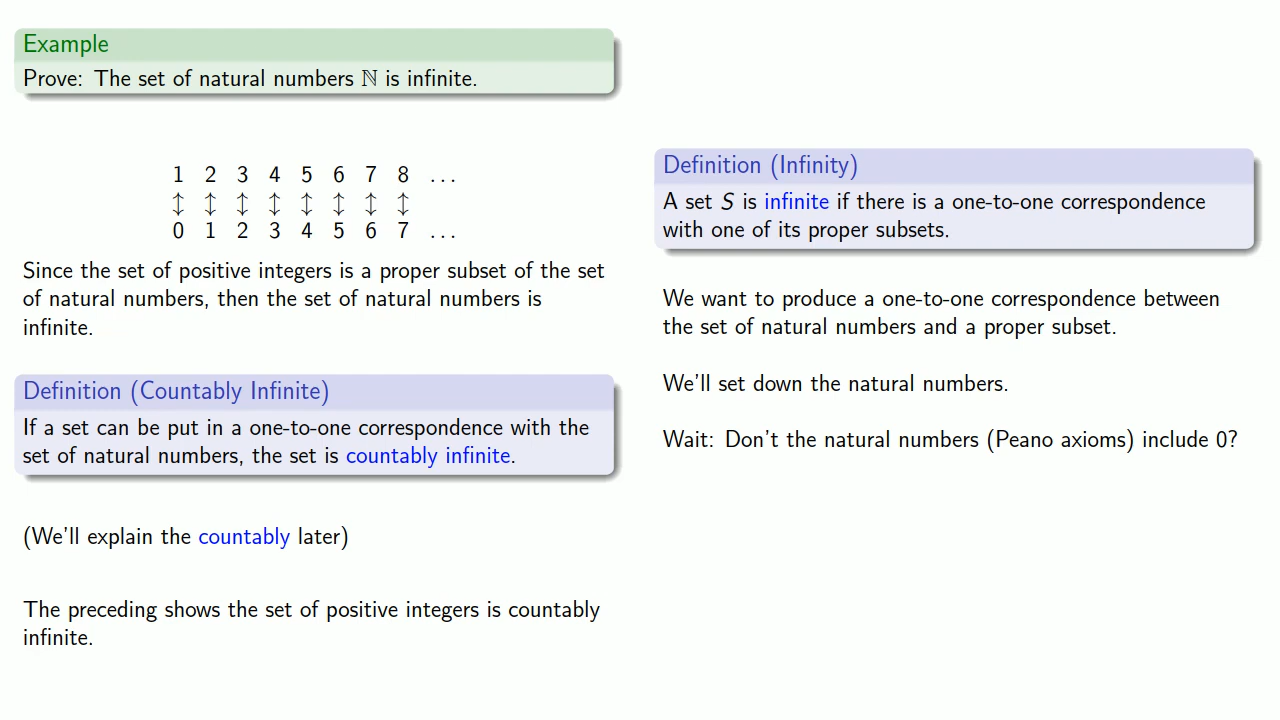 Example
Prove: The set of natural numbers ℕ is infinite.
1 2 3 4 5 6 7 8 ...
↕ ↕ ↕ ↕ ↕ ↕ ↕ ↕
0 1 2 3 4 5 6 7 ...
Since the set of positive integers is a proper subset of the set
of natural numbers, then the set of natural numbers is
infinite.
Definition (Countably Infinite)
If a set can be put in a one-to-one correspondence with the
set of natural numbers, the set is countably infinite.
(We'll explain the countably later)
The preceding shows the set of positive integers is countably
infinite.
Definition (Infinity)
A set S is infinite if there is a one-to-one correspondence
with one of its proper subsets.
We want to produce a one-to-one correspondence between
the set of natural numbers and a proper subset.
We'll set down the natural numbers.
Wait: Don't the natural numbers (Peano axioms) include 0?